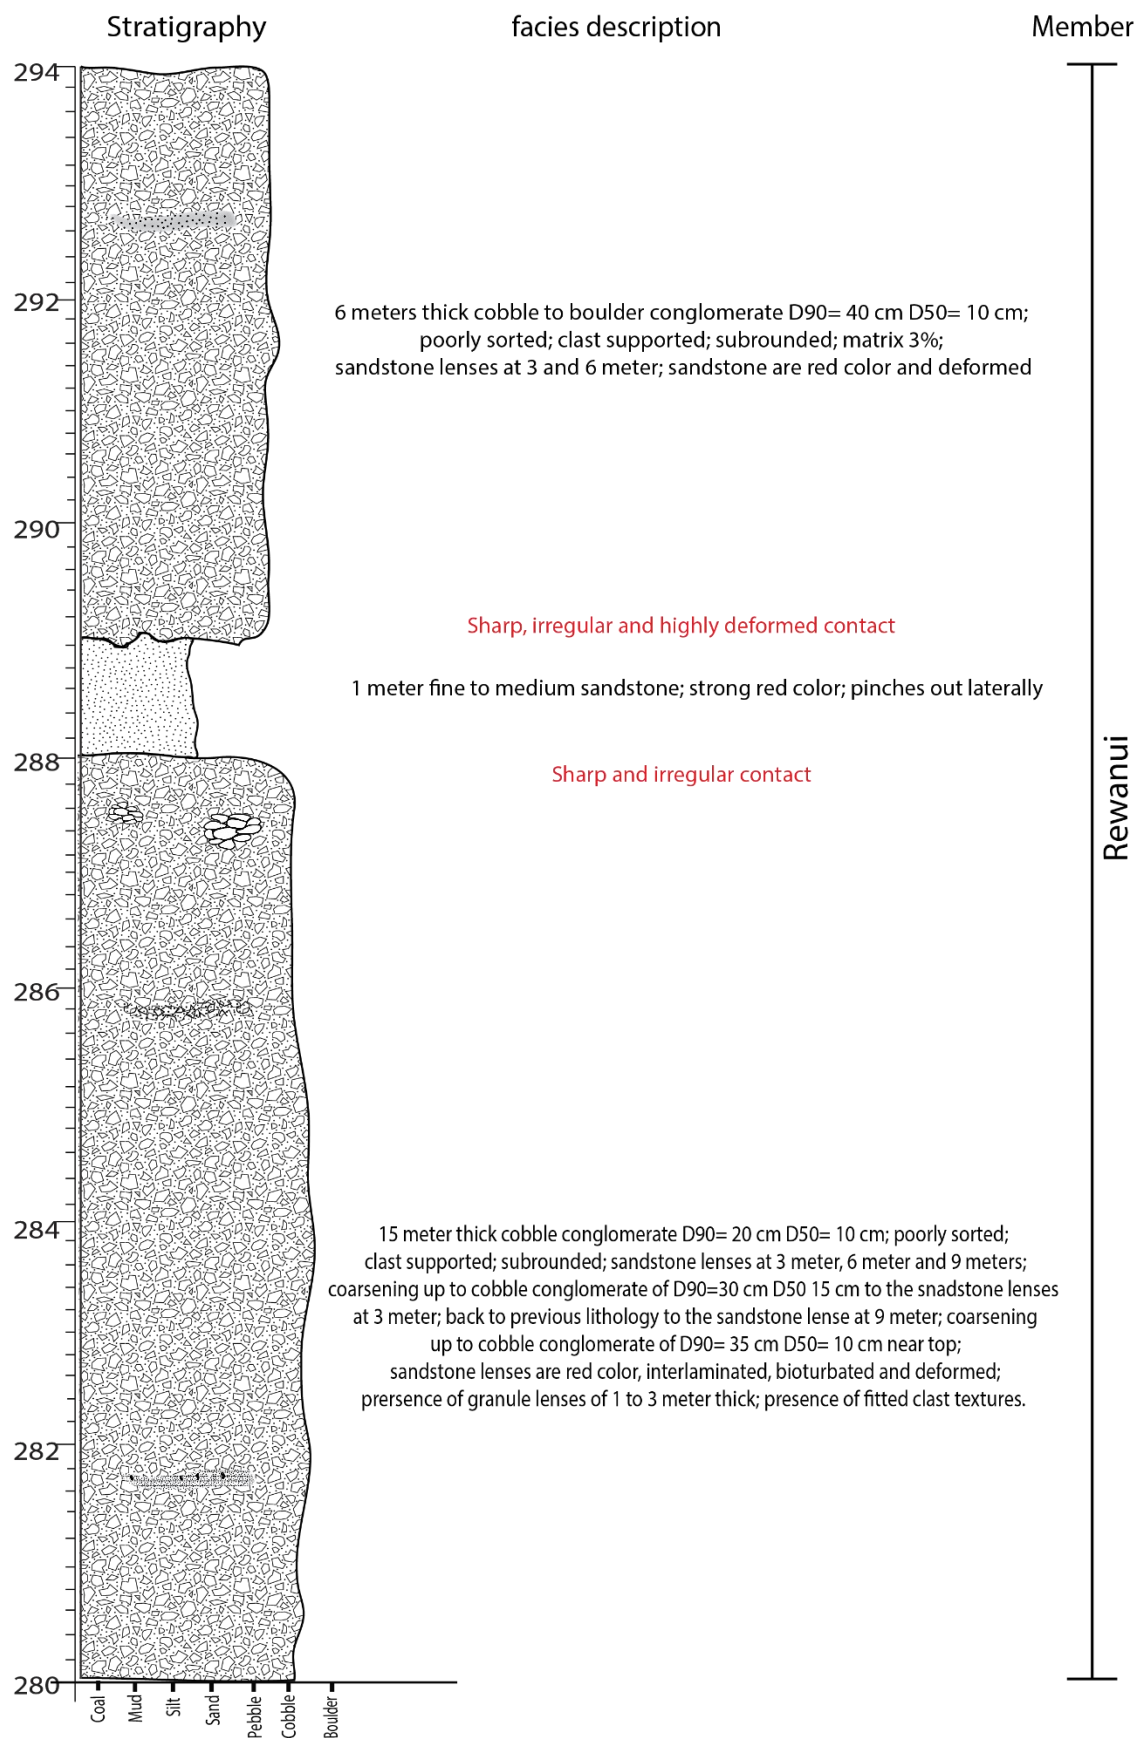 Stratigraphy facies description Member
294
292
6 meters thick cobble to boulder conglomerate D90= 40 cm D50= 10 cm;
poorly sorted; clast supported; subrounded; matrix 3%;
sandstone lenses at 3 and 6 meter; sandstone are red color and deformed
290
Sharp, irregular and highly deformed contact
1 meter fine to medium sandstone; strong red color; pinches out laterally
288
Sharp and irregular contact
Rewanui
286
284
15 meter thick cobble conglomerate D90= 20 cm D50= 10 cm; poorly sorted;
clast supported; subrounded; sandstone lenses at 3 meter, 6 meter and 9 meters;
coarsening up to cobble conglomerate of D90=30 cm D50 15 cm to the snadstone lenses
at 3 meter; back to previous lithology to the sandstone lense at 9 meter; coarsening
up to cobble conglomerate of D90= 35 cm D50= 10 cm near top;
sandstone lenses are red color, interlaminated, bioturbated and deformed;
prersence of granule lenses of 1 to 3 meter thick; presence of fitted clast textures.
282
280
Coal
Mud
Silt
Sand
Pebble
Cobble
Boulder